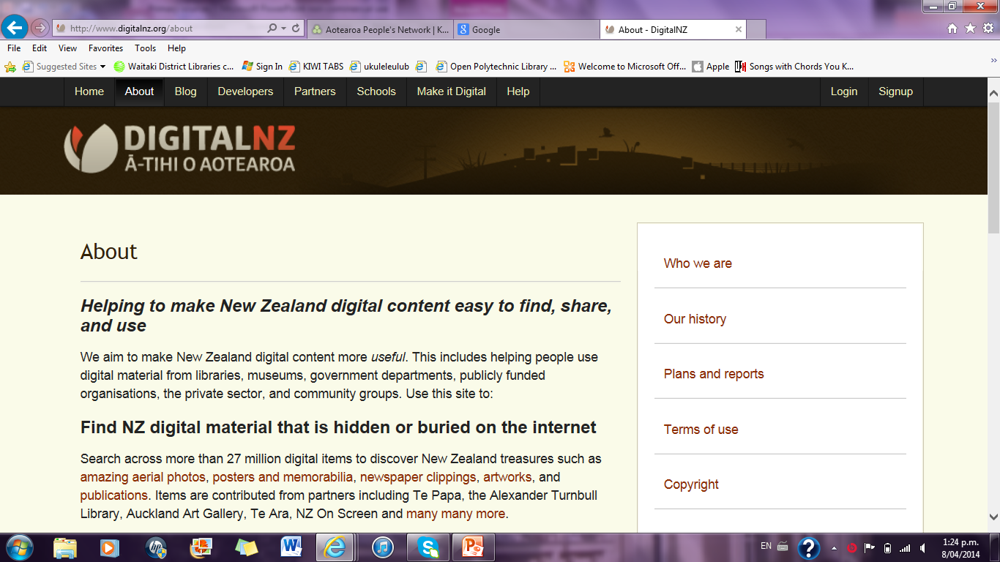 http://www.digitalnz.org/about
Aotearoa People's Network | K...
Google
About - DigitalNZ
File Edit View Favorites Tools Help
Suggested Sites
Waitaki District Libraries c...
Sign In
KIWI TABS
ukuleleulub
Open Polytechnic Library ...
Welcome to Microsoft Off...
Apple
Songs with Chords You K...
Home About Blog Developers Partners Schools Make it Digital Help Login Signup
DIGITALNZ
Ā-TIHI O AOTEAROA
About
Helping to make New Zealand digital content easy to find, share,
and use
We aim to make New Zealand digital content more useful. This includes helping people use
digital material from libraries, museums, government departments, publicly funded
organisations, the private sector, and community groups. Use this site to:
Find NZ digital material that is hidden or buried on the internet
Search across more than 27 million digital items to discover New Zealand treasures such as
amazing aerial photos, posters and memorabilia, newspaper clippings, artworks, and
publications. Items are contributed from partners including Te Papa, the Alexander Turnbull
Library, Auckland Art Gallery, Te Ara, NZ On Screen and many many more.
Who we are
Our history
Plans and reports
Terms of use
Copyright
EN
1:24 p.m.
8/04/2014